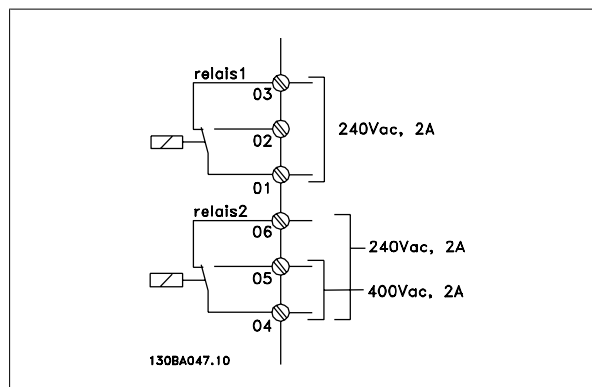 relais1
03
02
240Vac, 2A
01
relais2
06
240Vac, 2A
05
400Vac, 2A
04
130BA047.10